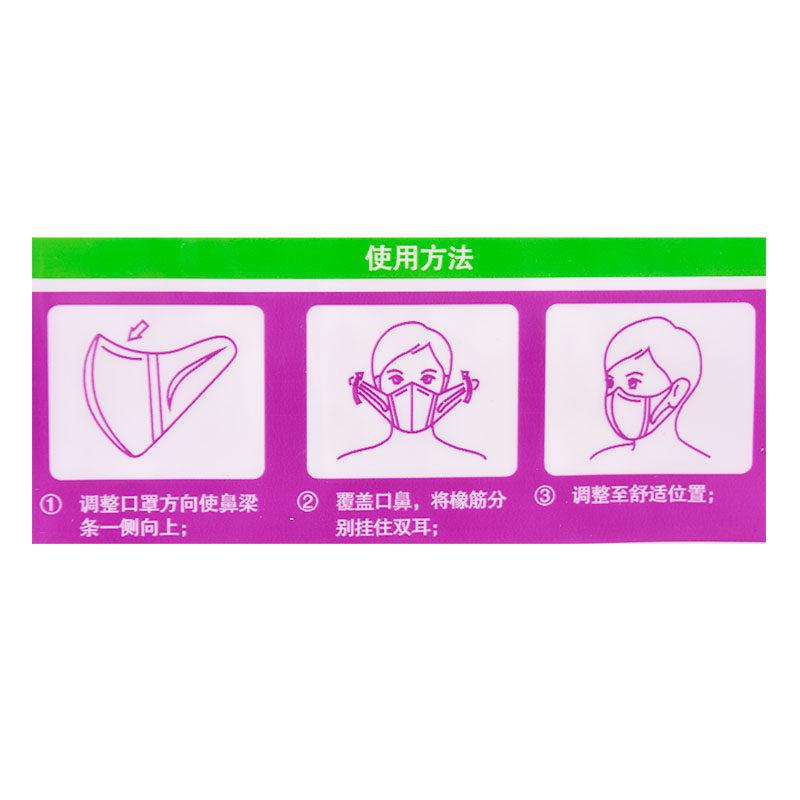 使用方法
① 调整口罩方向使鼻梁
条一侧向上;
② 覆盖口鼻，将橡筋分
别挂住双耳;
③ 调整至舒适位置;